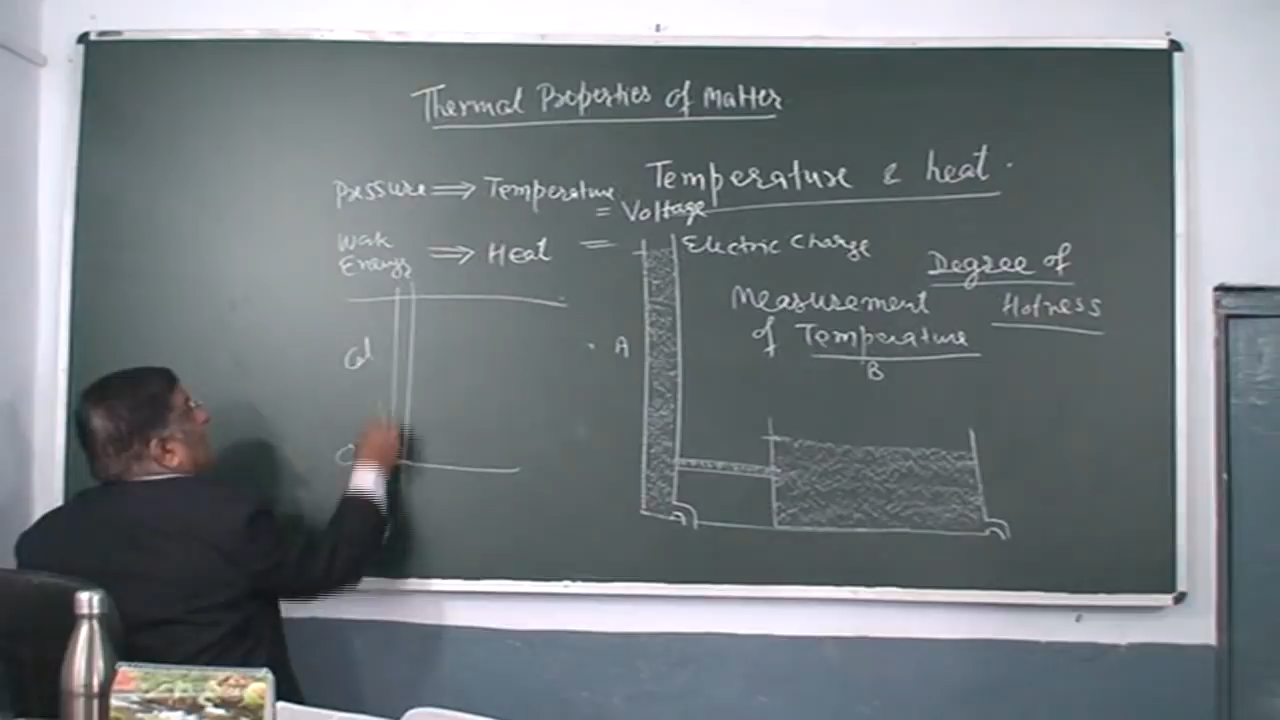 Thermal Properties of Matter
Temperature & heat.
Pressure ⟹ Temperature
= Voltage
Work
Energy ⟹ Heat = Electric Charge
Degree of
Hotness
Measurement
of Temperature
A
B